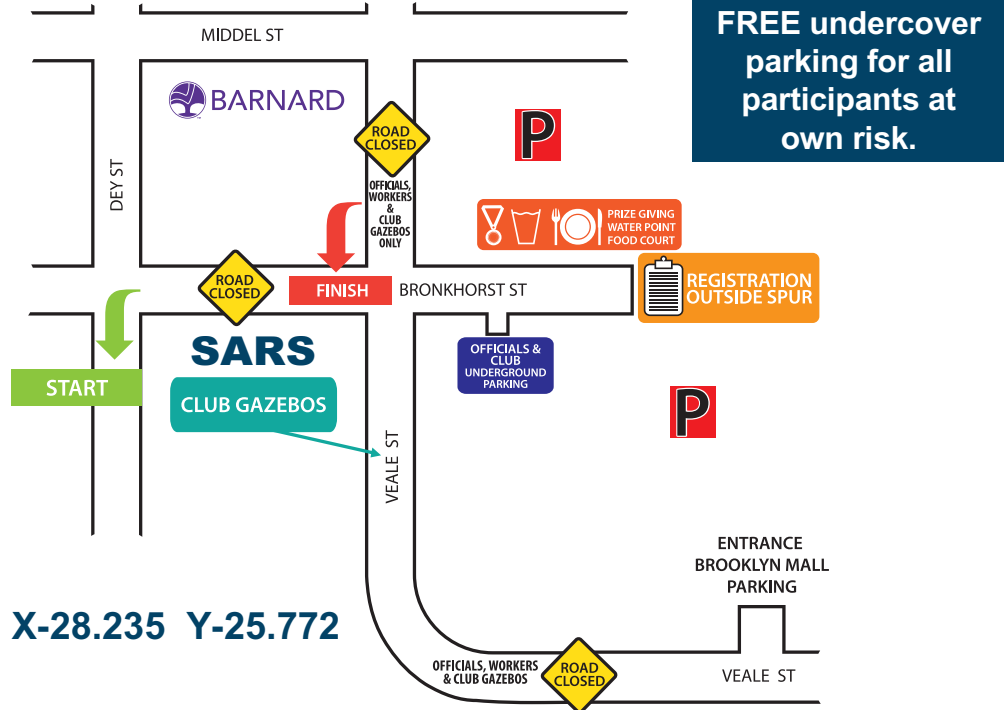 FREE undercover
parking for all
participants at
own risk.
MIDDEL ST
BARNARD
DEY ST
ROAD
CLOSED
P
OFFICIALS,
WORKERS
&
CLUB
GAZEBOS
ONLY
PRIZE GIVING
WATER POINT
FOOD COURT
ROAD
CLOSED
FINISH
BRONKHORST ST
REGISTRATION
OUTSIDE SPUR
SARS
OFFICIALS &
CLUB
UNDERGROUND
PARKING
START
CLUB GAZEBOS
P
VEALE ST
ENTRANCE
BROOKLYN MALL
PARKING
X-28.235 Y-25.772
OFFICIALS, WORKERS
& CLUB GAZEBOS
ROAD
CLOSED
VEALE ST